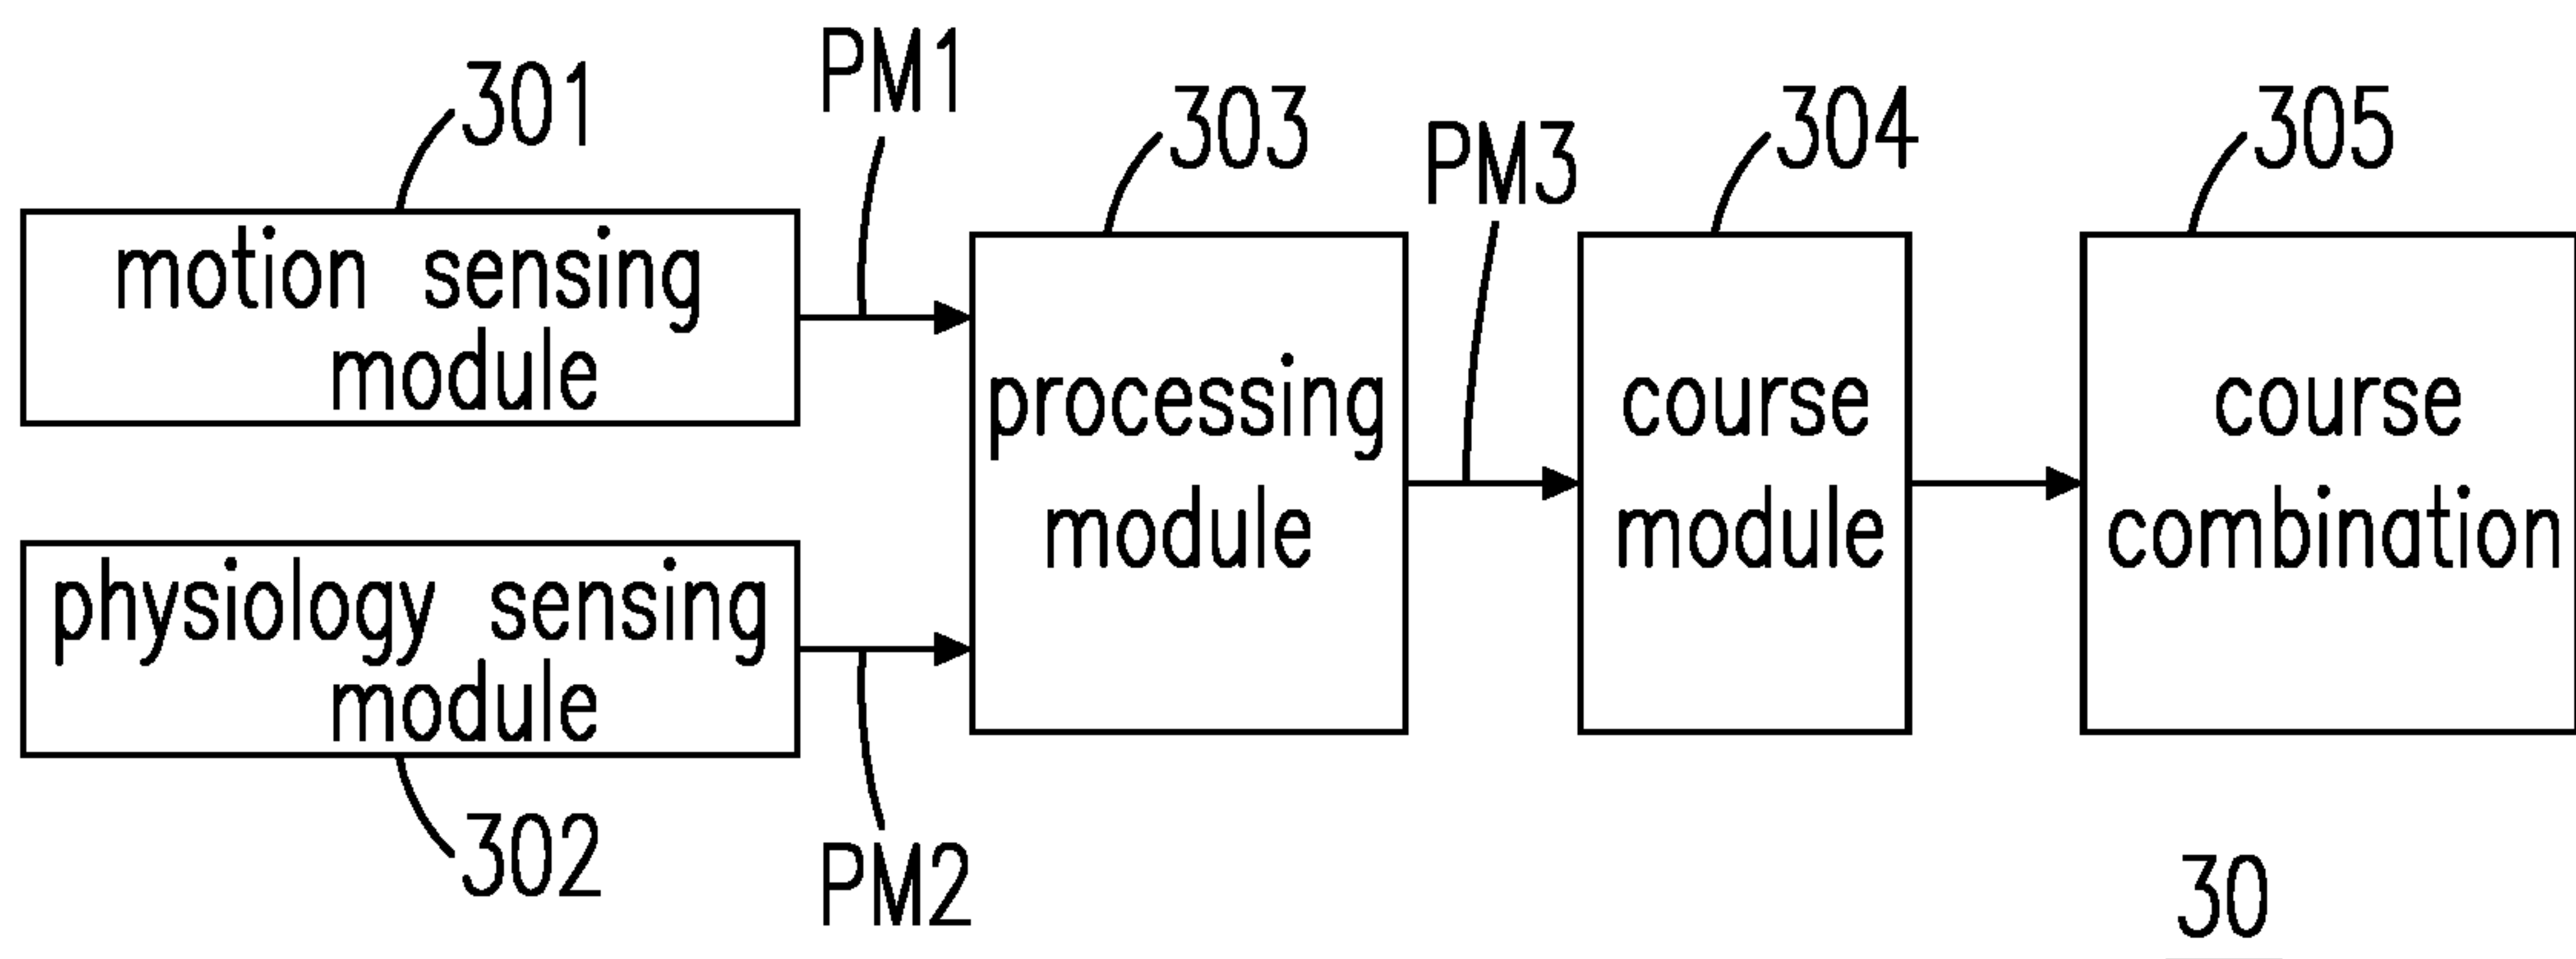 PM1
301
303
PM3
304
305
motion sensing
module
processing
module
course
module
course
combination
physiology sensing
module
302
PM2
30